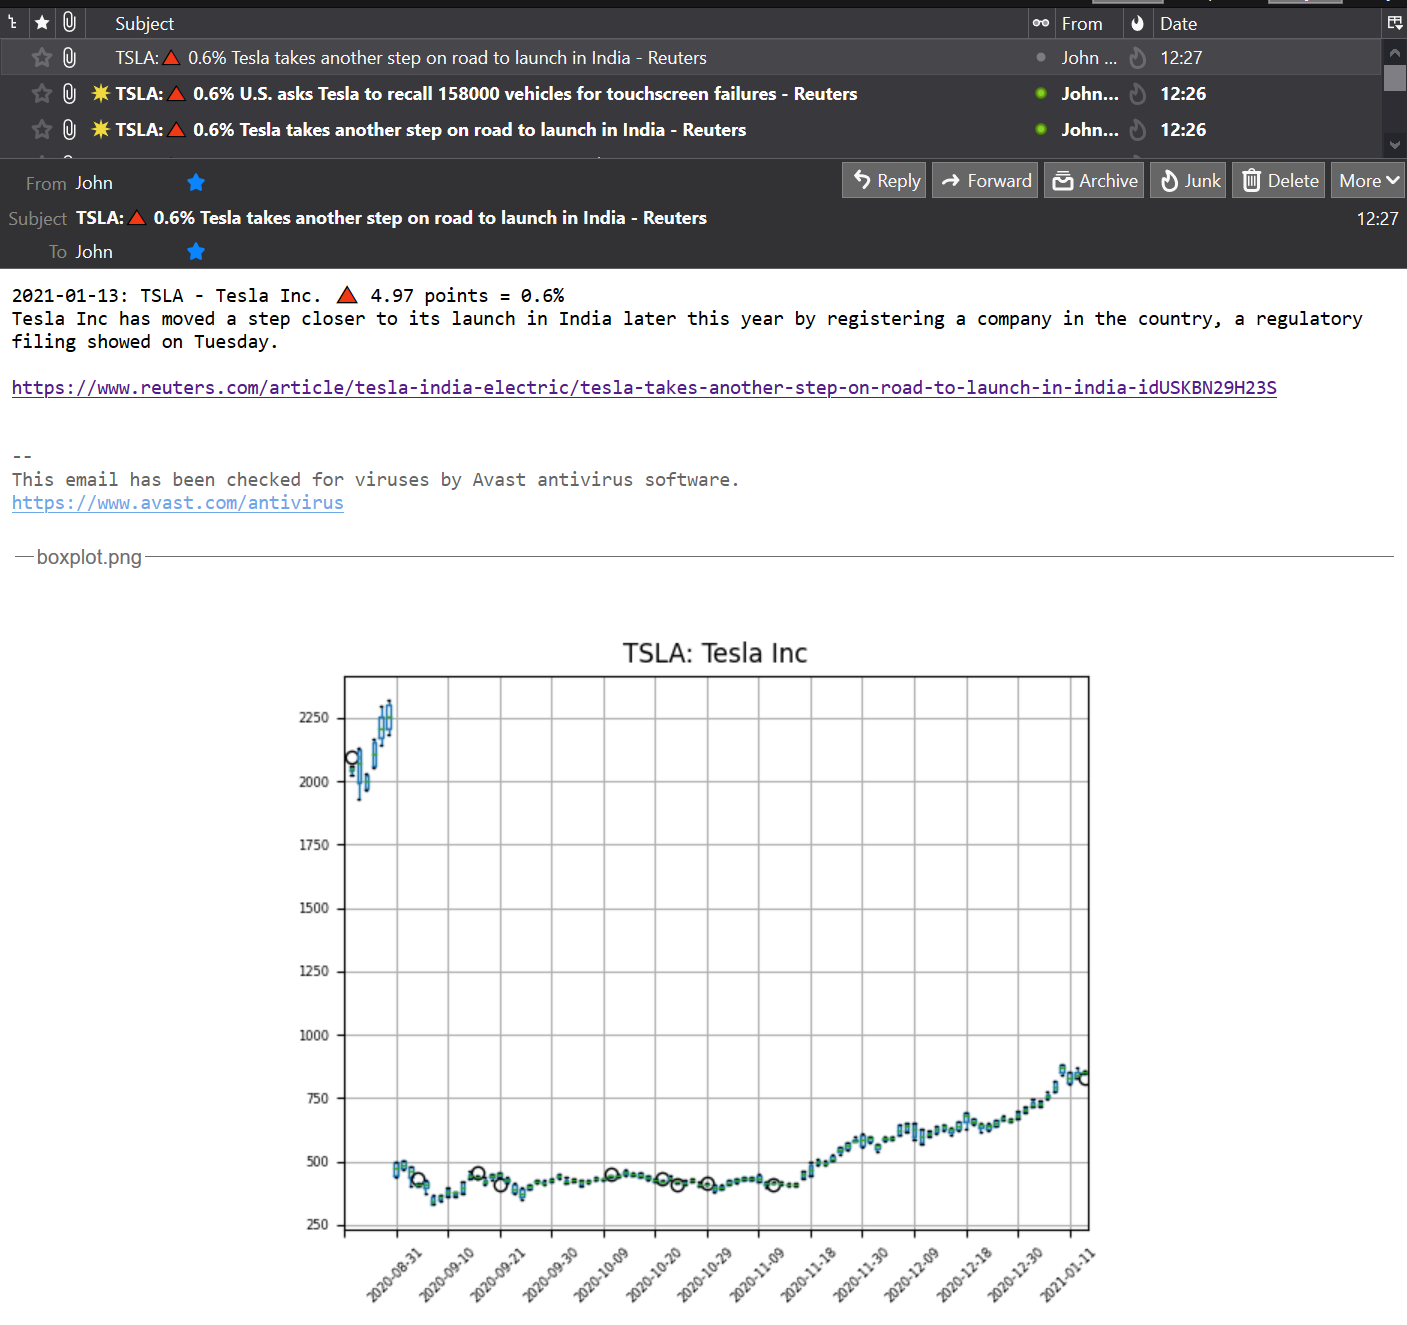 Subject From Date
TSLA:🔺 0.6% Tesla takes another step on road to launch in India - Reuters John ... 12:27
TSLA:🔺 0.6% U.S. asks Tesla to recall 158000 vehicles for touchscreen failures - Reuters John... 12:26
TSLA:🔺 0.6% Tesla takes another step on road to launch in India - Reuters John... 12:26
From John Reply Forward Archive Junk Delete More
Subject TSLA:🔺 0.6% Tesla takes another step on road to launch in India - Reuters 12:27
To John
2021-01-13: TSLA - Tesla Inc. 🔺 4.97 points = 0.6%
Tesla Inc has moved a step closer to its launch in India later this year by registering a company in the country, a regulatory
filing showed on Tuesday.
https://www.reuters.com/article/tesla-india-electric/tesla-takes-another-step-on-road-to-launch-in-india-idUSKBN29H23S
--
This email has been checked for viruses by Avast antivirus software.
https://www.avast.com/antivirus
boxplot.png
TSLA: Tesla Inc
2250
2000
1750
1500
1250
1000
750
500
250
2020-08-31 2020-09-10 2020-09-21 2020-09-30 2020-10-09 2020-10-20 2020-10-29 2020-11-09 2020-11-18 2020-11-30 2020-12-09 2020-12-18 2020-12-30 2021-01-11